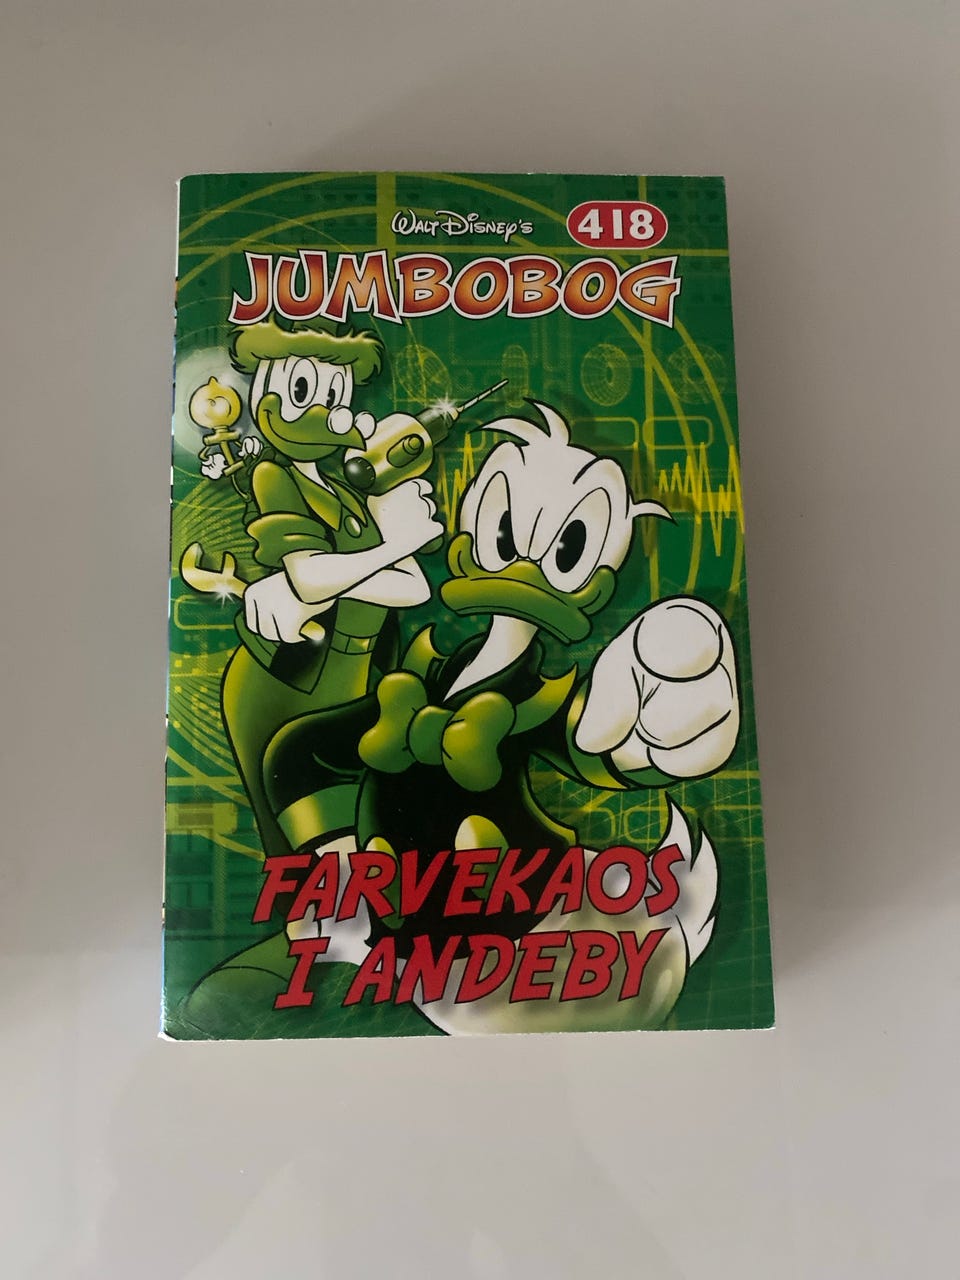 WALT DISNEY'S
418
JUMBOBOG
FARVEKAOS
I ANDEBY